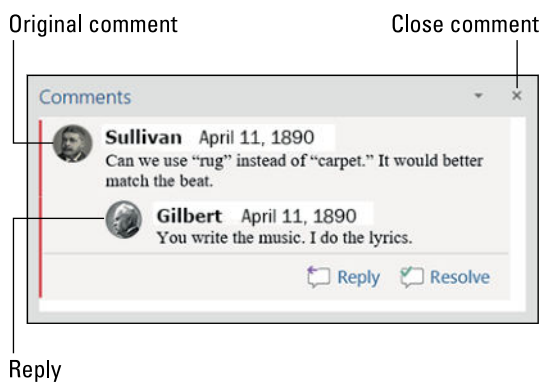 Original comment
Close comment
Comments
Sullivan April 11, 1890
Can we use “rug” instead of “carpet.” It would better
match the beat.
Gilbert April 11, 1890
You write the music. I do the lyrics.
Reply Resolve
Reply